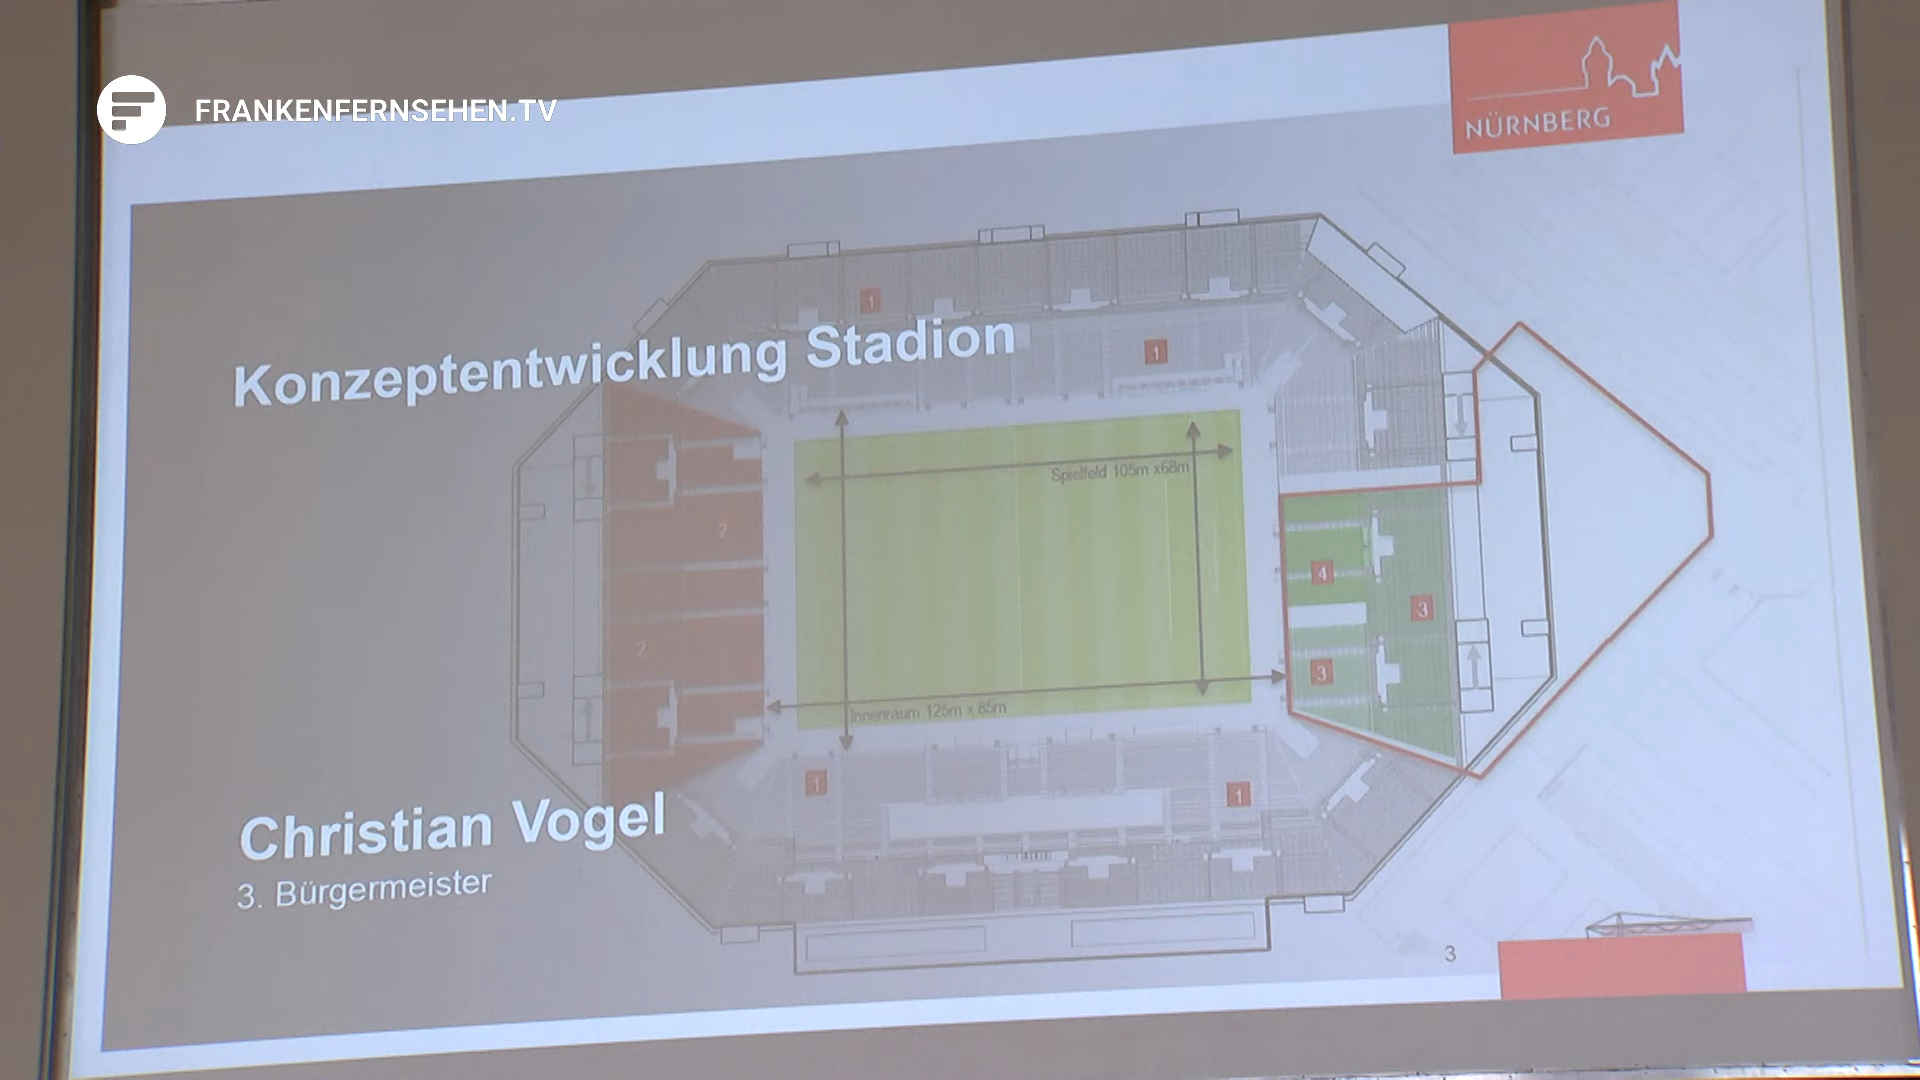 FRANKENFERNSEHEN.TV
NÜRNBERG
1
Konzeptentwicklung Stadion
1
Spielfeld 105m x68m
2
4
3
2
3
Innenraum 125m x 85m
1
1
Christian Vogel
3. Bürgermeister
3